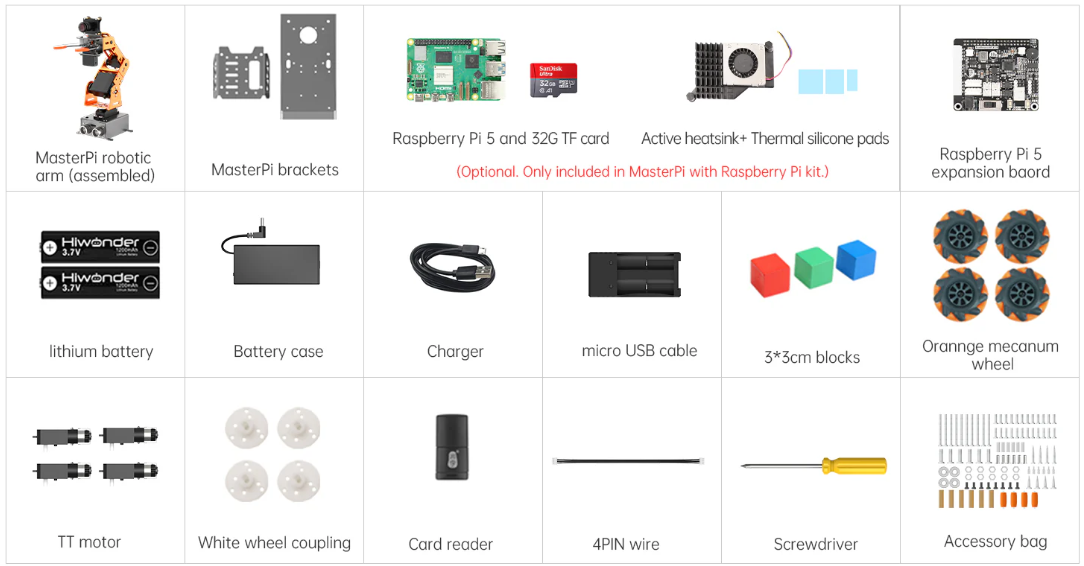 SanDisk
Ultra
32GB
A1
MasterPi robotic
arm (assembled)
MasterPi brackets
Raspberry Pi 5 and 32G TF card
Active heatsink+ Thermal silicone pads
(Optional. Only included in MasterPi with Raspberry Pi kit.)
Raspberry Pi 5
expansion baord
Hiwonder
3.7V
1200mAh
Lithium Battery
Hiwonder
3.7V
1200mAh
Lithium Battery
lithium battery
Battery case
Charger
micro USB cable
3*3cm blocks
Orannge mecanum
wheel
TT motor
White wheel coupling
Card reader
4PIN wire
Screwdriver
Accessory bag